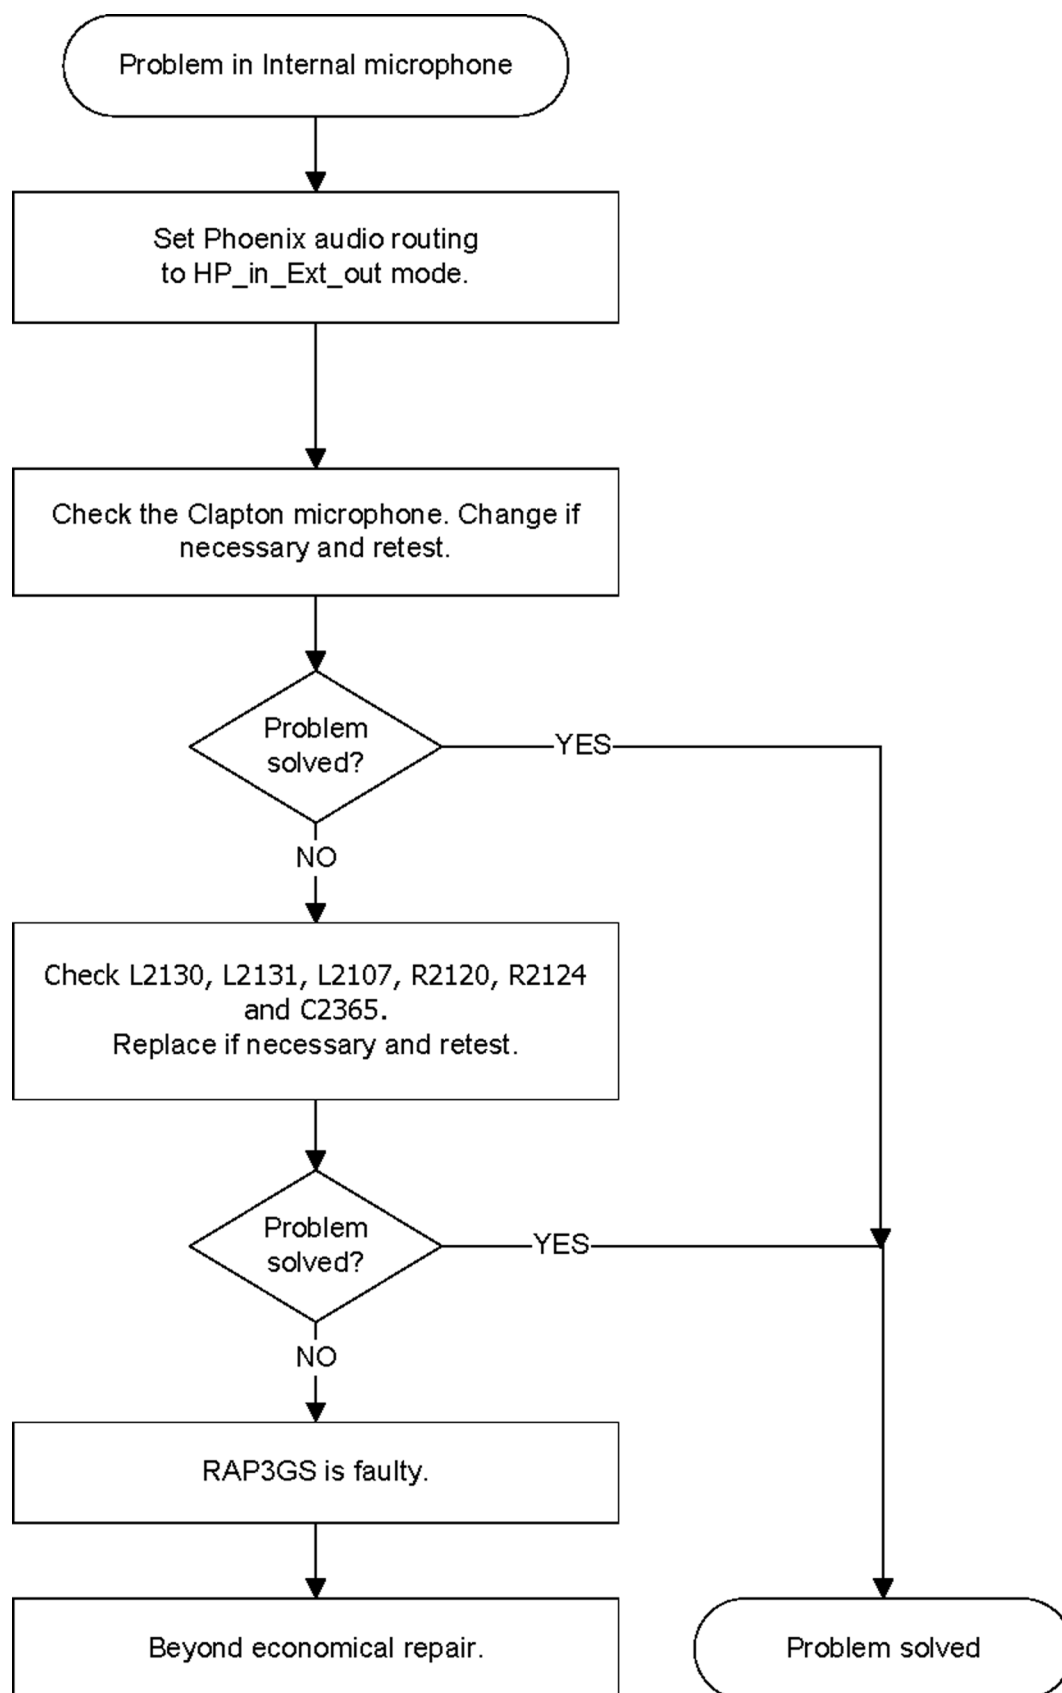 Problem in Internal microphone
Set Phoenix audio routing
to HP_in_Ext_out mode.
Check the Clapton microphone. Change if
necessary and retest.
Problem
solved?
YES
NO
Check L2130, L2131, L2107, R2120, R2124
and C2365.
Replace if necessary and retest.
Problem
solved?
YES
NO
RAP3GS is faulty.
Beyond economical repair.
Problem solved